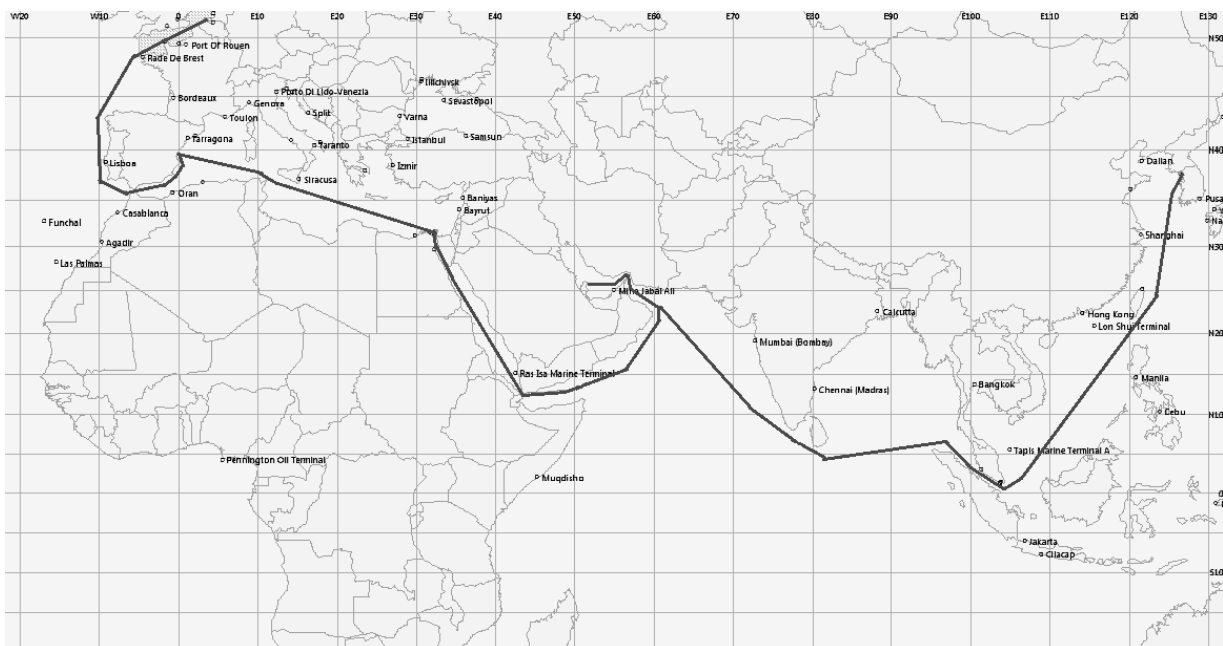 W20 W10 0 E10 E20 E30 E40 E50 E60 E70 E80 E90 E100 E110 E120 E130
N50
Port Of Rouen
Rade De Brest
Illichivsk
Porto Di Lido-Venezia
Bordeaux
Genova
Sevastopol
Split
Toulon
Varna
Tarragona
Istanbul
Samsun
Taranto
N40
Lisboa
Izmir
Dalian
Siracusa
Oran
Baniyas
Pusa
Casablanca
Bayrut
Funchal
Na
Agadir
Shanghai
N30
Las Palmas
Mina Jabal Ali
Calcutta
Hong Kong
Lon Shui Terminal
N20
Mumbai (Bombay)
Ras Isa Marine Terminal
Manila
Bangkok
Chennai (Madras)
Cebu
N10
Tapis Marine Terminal A
Pennington Oil Terminal
Muqdisho
0
Jakarta
Cilacap
S10